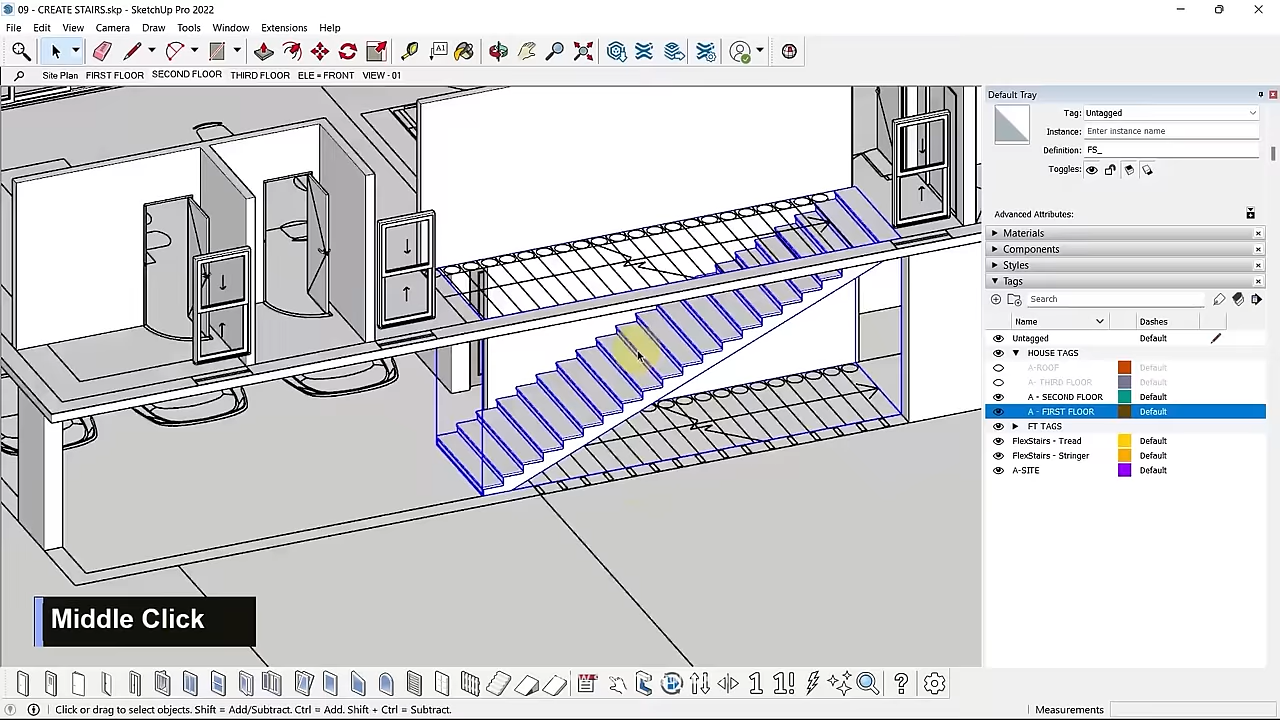 09 - CREATE STAIRS.skp - SketchUp Pro 2022
File Edit View Camera Draw Tools Window Extensions Help
A1
Site Plan FIRST FLOOR SECOND FLOOR THIRD FLOOR ELE = FRONT VIEW - 01
Default Tray
Tag: Untagged
Instance: Enter instance name
Definition: FS_
Toggles:
Advanced Attributes:
Materials
Components
Styles
Tags
Search
Name Dashes
Untagged Default
HOUSE TAGS
A-ROOF Default
A- THIRD FLOOR Default
A - SECOND FLOOR Default
A - FIRST FLOOR Default
FT TAGS
FlexStairs - Tread Default
FlexStairs - Stringer Default
A-SITE Default
Middle Click
1 1! ?
Click or drag to select objects. Shift = Add/Subtract. Ctrl = Add. Shift + Ctrl = Subtract. Measurements